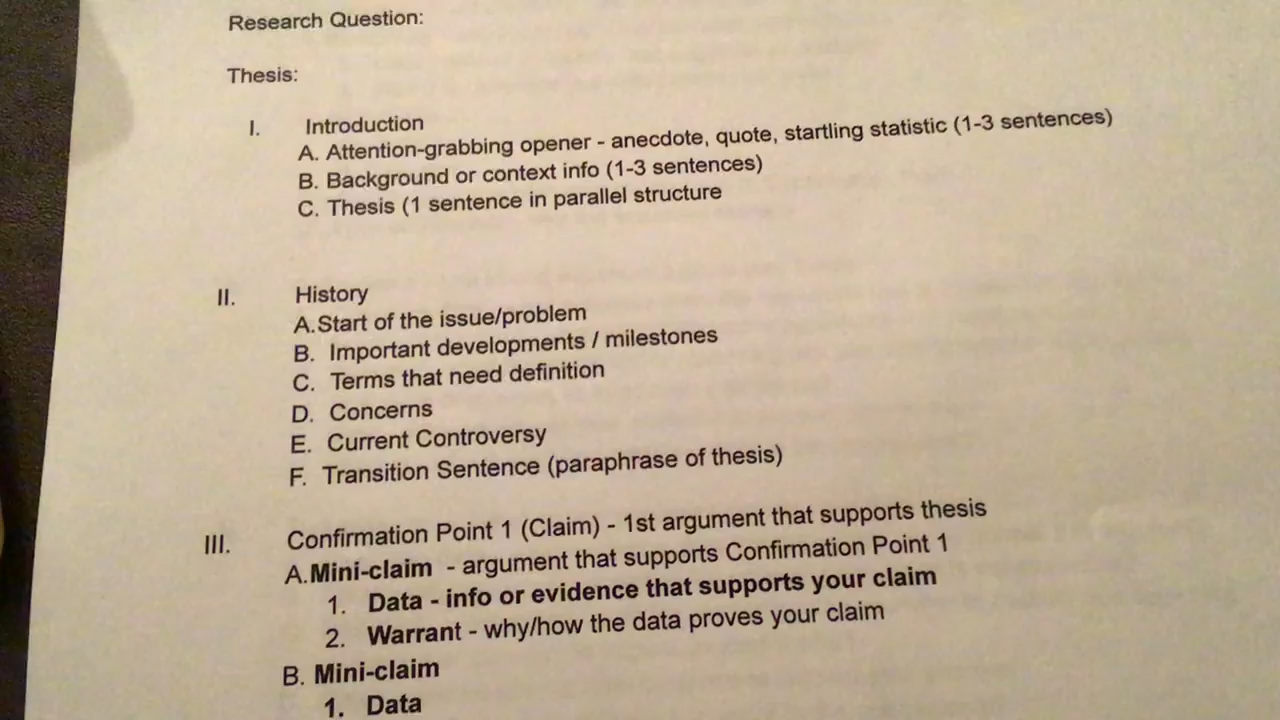 Research Question:
Thesis:
I. Introduction
A. Attention-grabbing opener - anecdote, quote, startling statistic (1-3 sentences)
B. Background or context info (1-3 sentences)
C. Thesis (1 sentence in parallel structure
II. History
A.Start of the issue/problem
B. Important developments / milestones
C. Terms that need definition
D. Concerns
E. Current Controversy
F. Transition Sentence (paraphrase of thesis)
III. Confirmation Point 1 (Claim) - 1st argument that supports thesis
A.Mini-claim - argument that supports Confirmation Point 1
1. Data - info or evidence that supports your claim
2. Warrant - why/how the data proves your claim
B. Mini-claim
1. Data